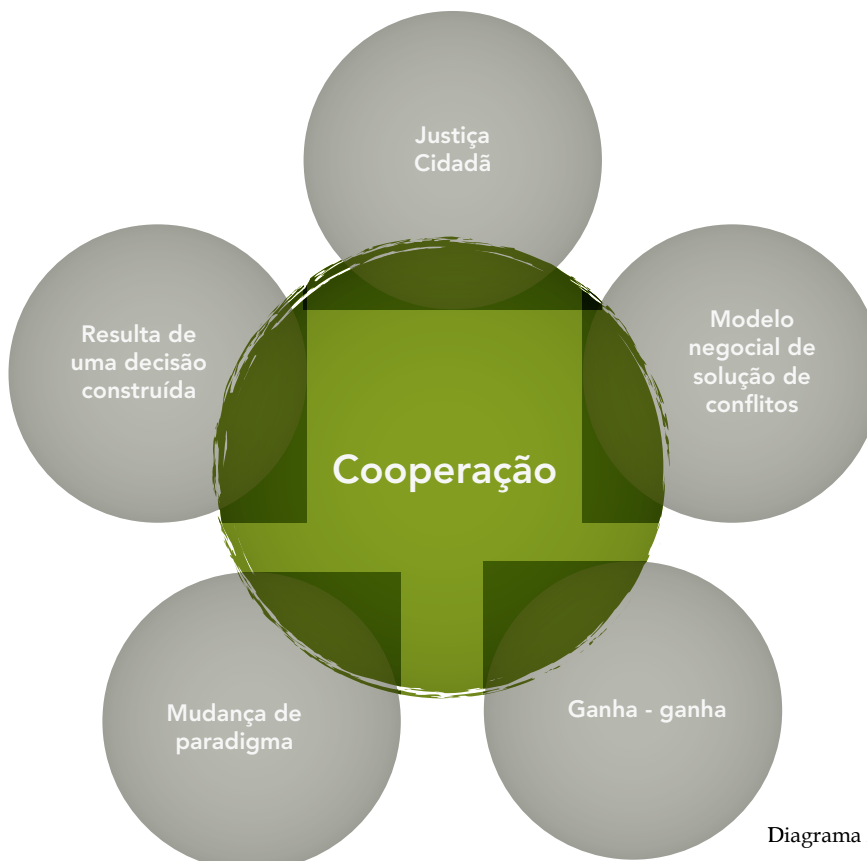 Justiça
Cidadã
Resulta de
uma decisão
construída
Modelo
negocial de
solução de
conflitos
Cooperação
Mudança de
paradigma
Ganha - ganha
Diagrama